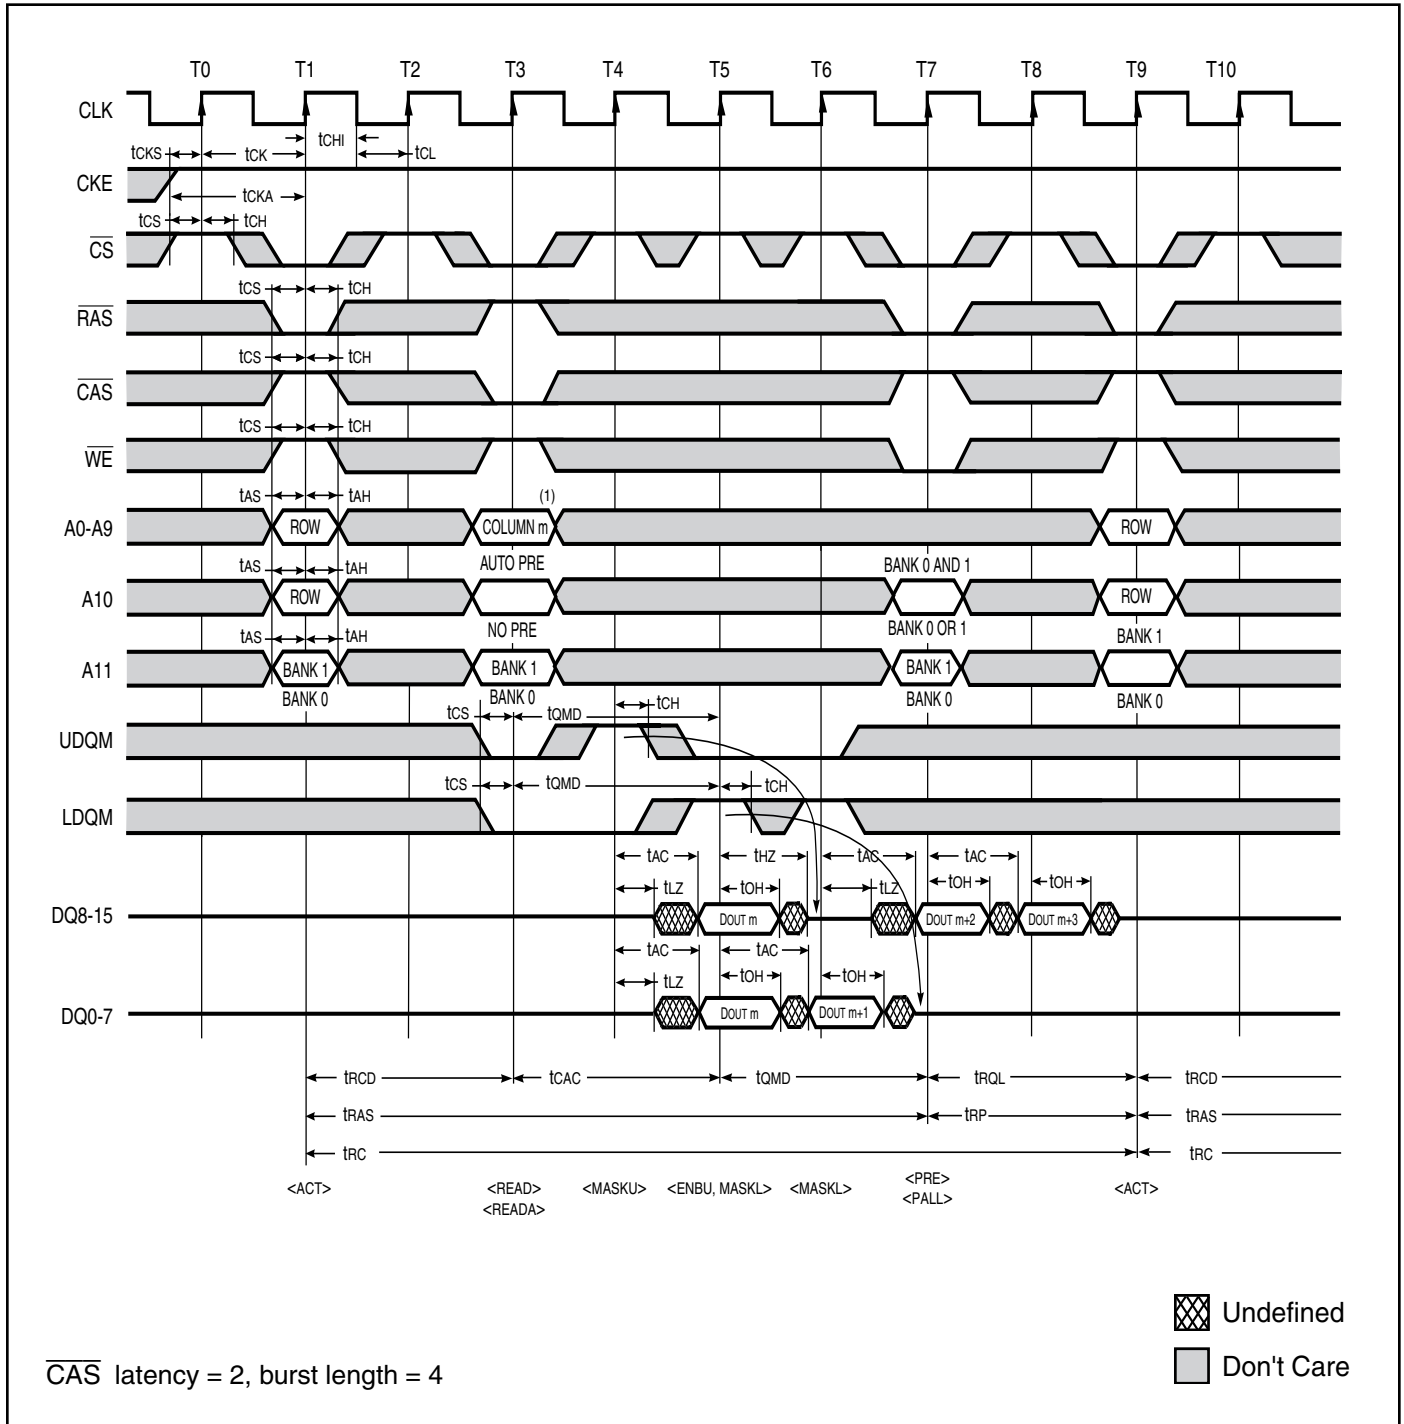 T0 T1 T2 T3 T4 T5 T6 T7 T8 T9 T10
CLK
tCHI
tCKS tCK tCL
CKE
tCKA
tCS tCH
CS
tCS tCH
RAS
tCS tCH
CAS
tCS tCH
WE
tAS tAH (1)
A0-A9 ROW COLUMN m ROW
tAS tAH AUTO PRE BANK 0 AND 1
A10 ROW ROW
NO PRE BANK 0 OR 1 BANK 1
tAS tAH
A11 BANK 1 BANK 1 BANK 1
BANK 0 BANK 0 BANK 0 BANK 0
tCS tQMD tCH
UDQM
tCS tQMD tCH
LDQM
tAC tHZ tAC tAC
tLZ tOH tLZ tOH tOH
DQ8-15 DOUT m DOUT m+2 DOUT m+3
tAC tAC
tLZ tOH tOH
DQ0-7 DOUT m DOUT m+1
tRCD tCAC tQMD tRQL tRCD
tRAS tRP tRAS
tRC tRC
<ACT> <READ> <MASKU> <ENBU, MASKL> <MASKL> <PRE> <ACT>
<READA> <PALL>
Undefined
Don't Care
CAS latency = 2, burst length = 4